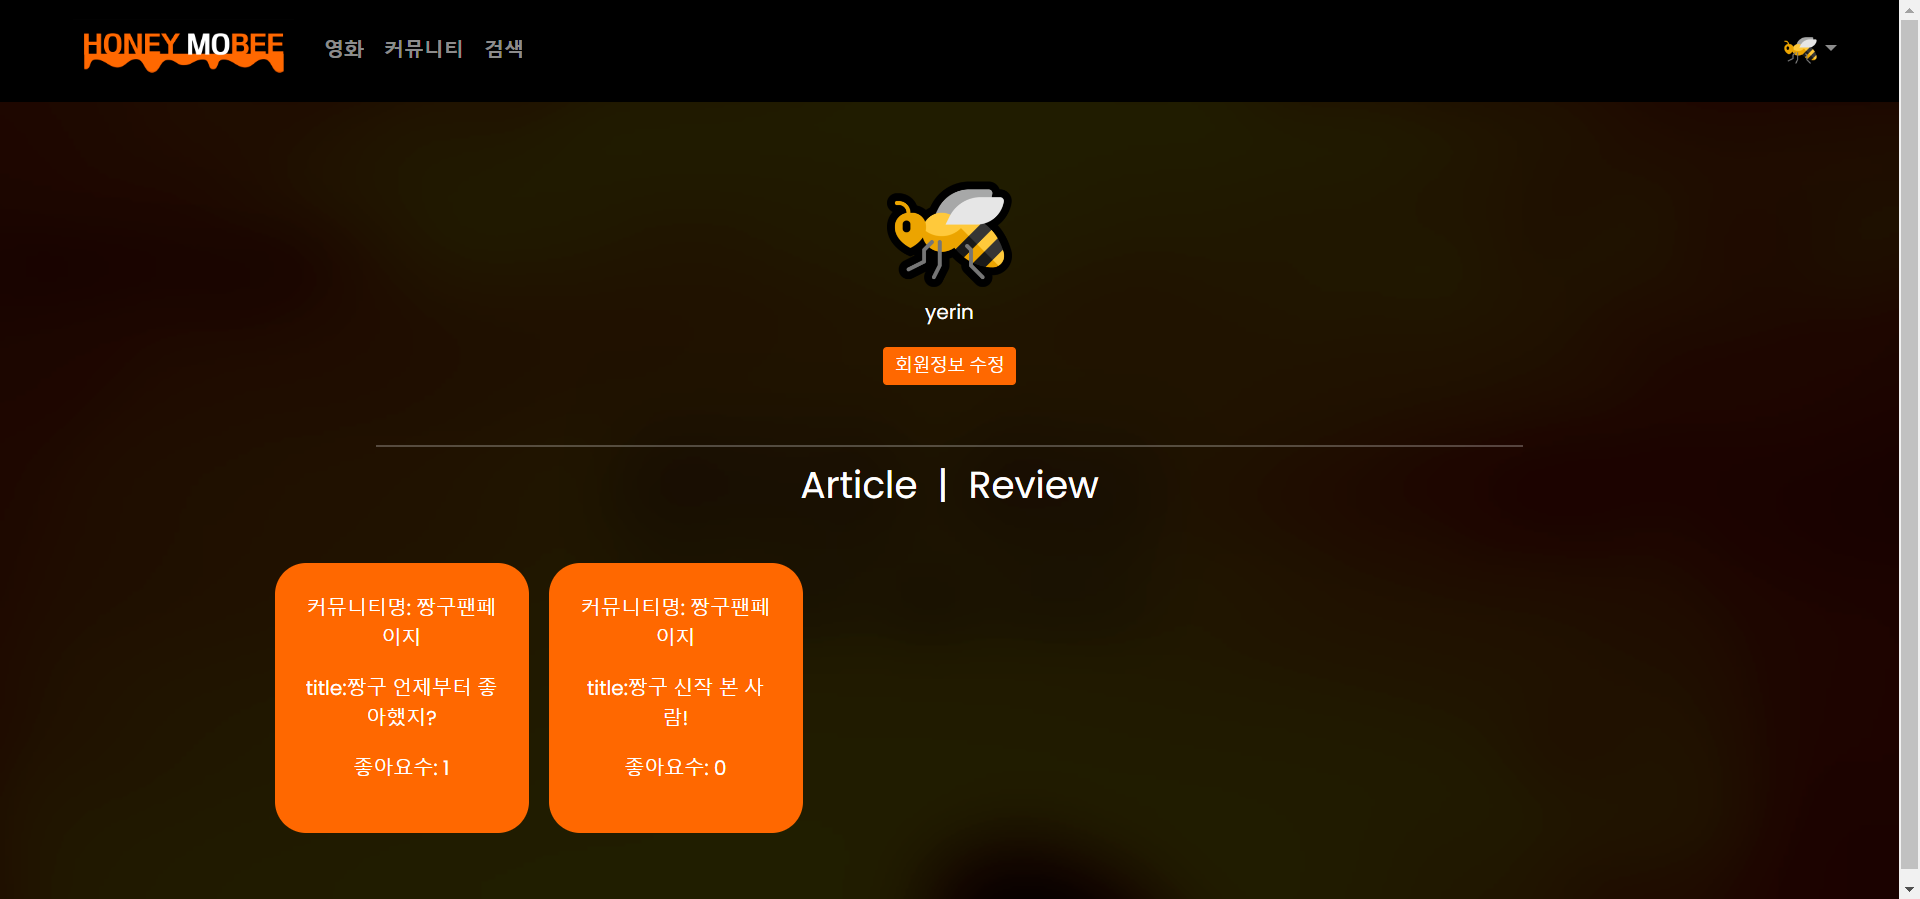 HONEY MOBEE
영화 커뮤니티 검색
yerin
회원정보 수정
Article | Review
커뮤니티명: 짱구팬페
이지
title:짱구 언제부터 좋
아했지?
좋아요수: 1
커뮤니티명: 짱구팬페
이지
title:짱구 신작 본 사
람!
좋아요수: 0